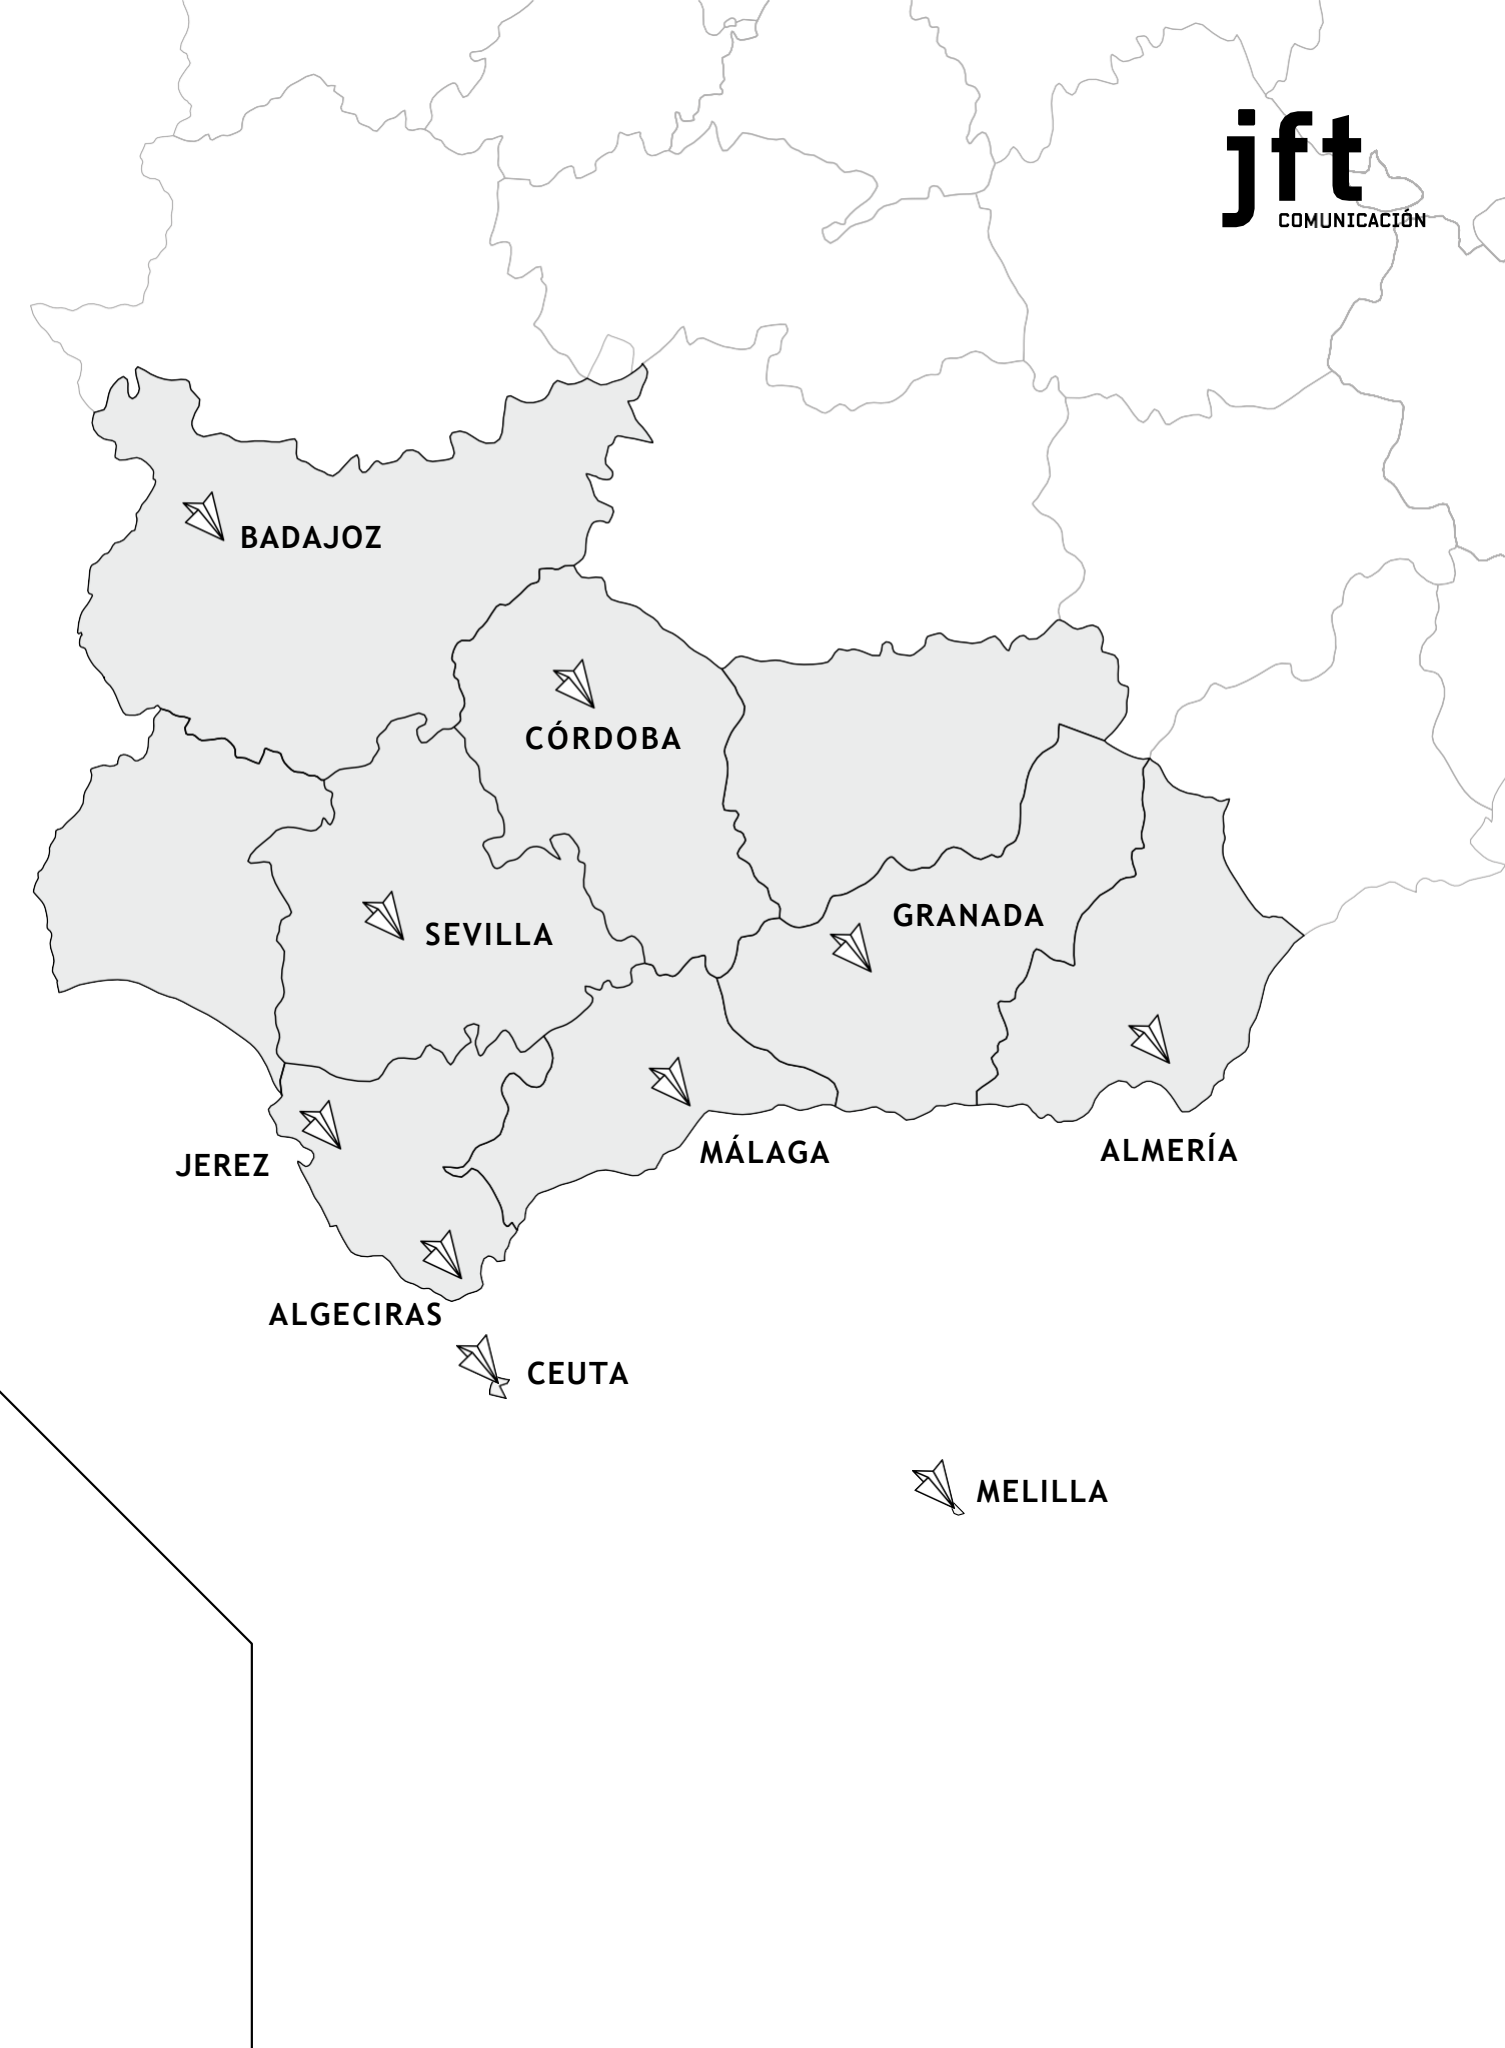 jft
COMUNICACIÓN
BADAJOZ
CÓRDOBA
GRANADA
SEVILLA
JEREZ
MÁLAGA
ALMERÍA
ALGECIRAS
CEUTA
MELILLA